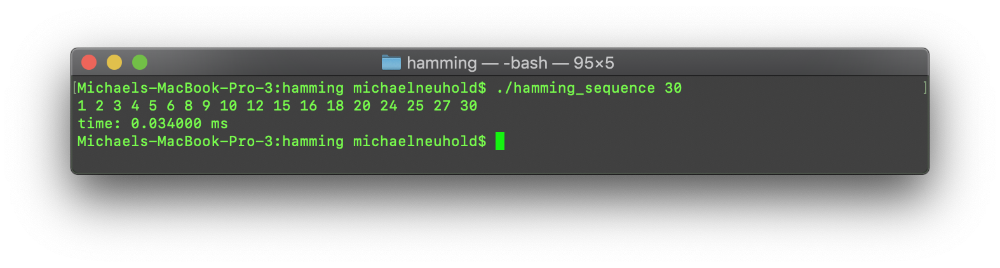 hamming — -bash — 95×5
[Michaels-MacBook-Pro-3:hamming michaelneuhold$ ./hamming_sequence 30 ]
1 2 3 4 5 6 8 9 10 12 15 16 18 20 24 25 27 30
time: 0.034000 ms
Michaels-MacBook-Pro-3:hamming michaelneuhold$